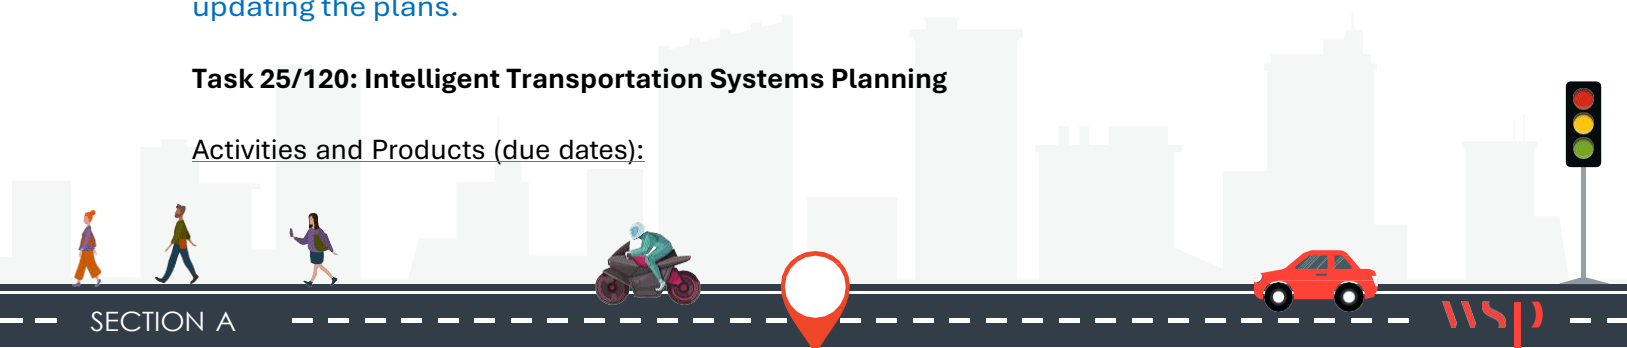 updating the plans.
Task 25/120: Intelligent Transportation Systems Planning
Activities and Products (due dates):
SECTION A
wsp